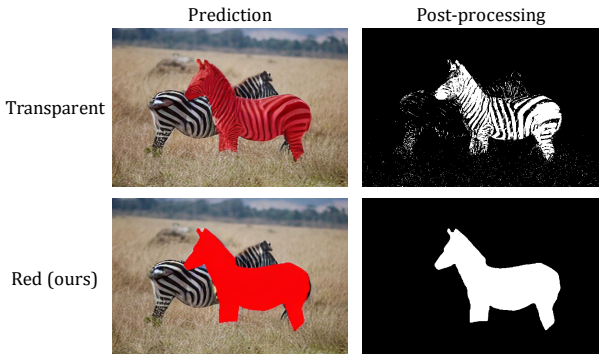 Prediction
Post-processing
Transparent
Red (ours)